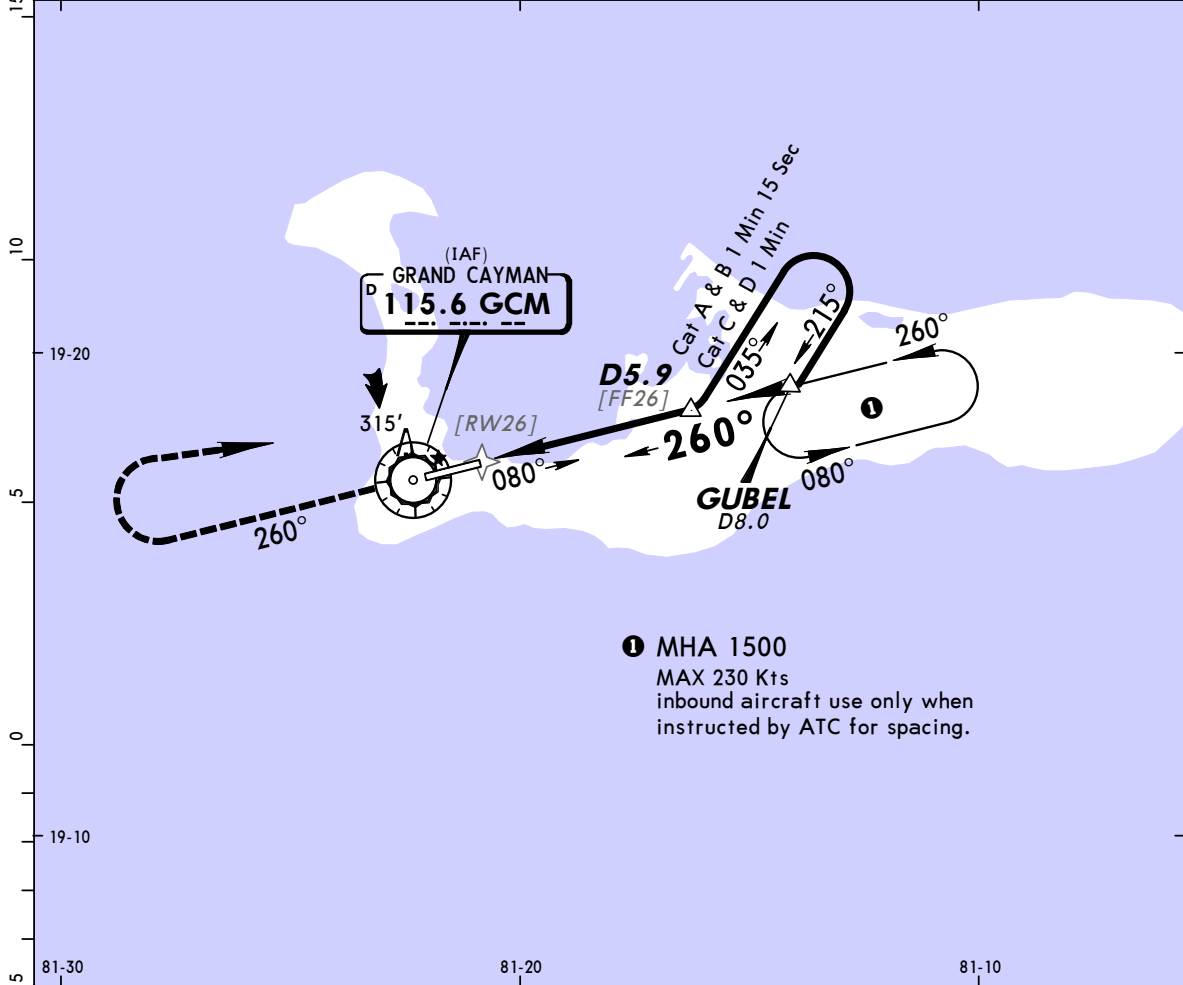 15
10
5
0
5
19-20
19-10
81-30
81-20
81-10
(IAF)
GRAND CAYMAN
D
115.6 GCM
315'
[RW26]
D5.9
[FF26]
Cat A & B 1 Min 15 Sec
Cat C & D 1 Min
035°
215°
260°
260°
080°
080°
260°
GUBEL
D8.0
1
1 MHA 1500
MAX 230 Kts
inbound aircraft use only when
instructed by ATC for spacing.